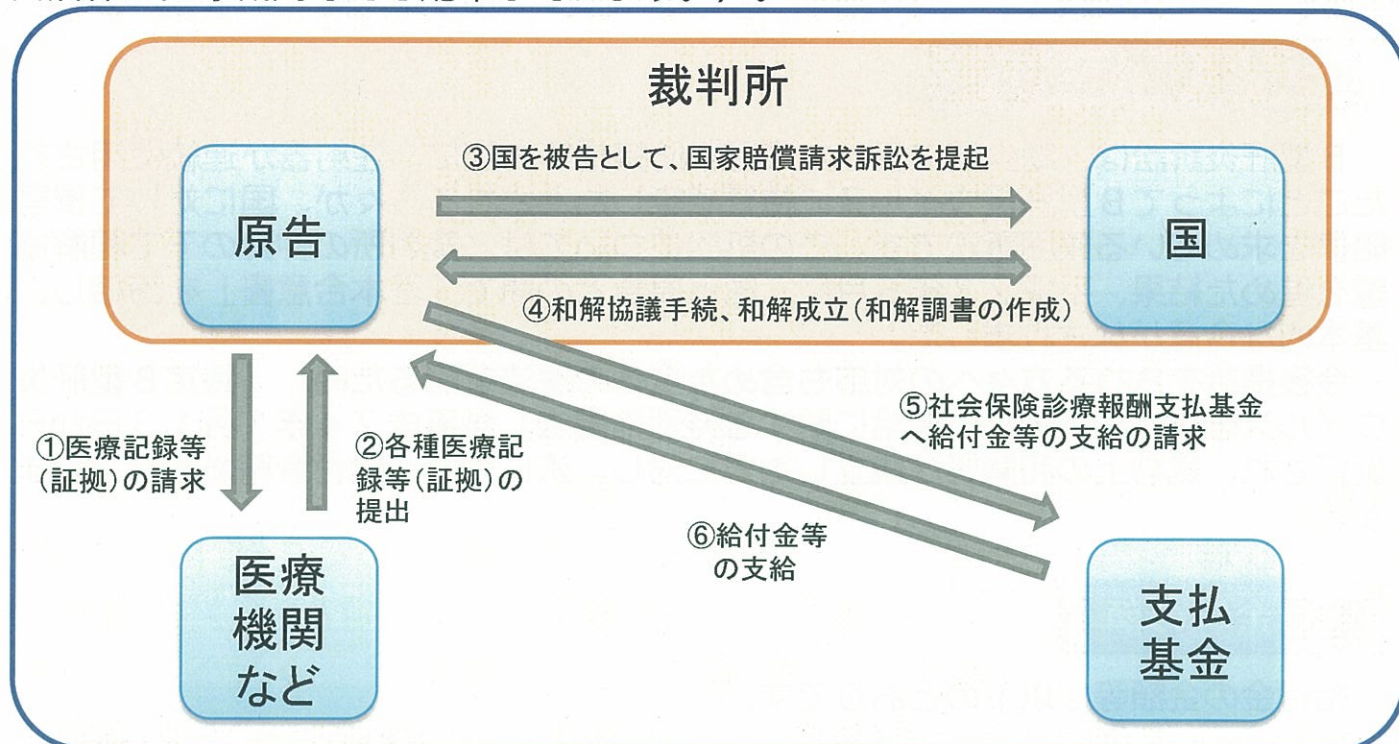 裁判所
③国を被告として、国家賠償請求訴訟を提起
原告
国
④和解協議手続、和解成立(和解調書の作成)
①医療記録等
(証拠)の請求
②各種医療記
録等(証拠)の
提出
⑤社会保険診療報酬支払基金
へ給付金等の支給の請求
⑥給付金等
の支給
医療
機関
など
支払
基金